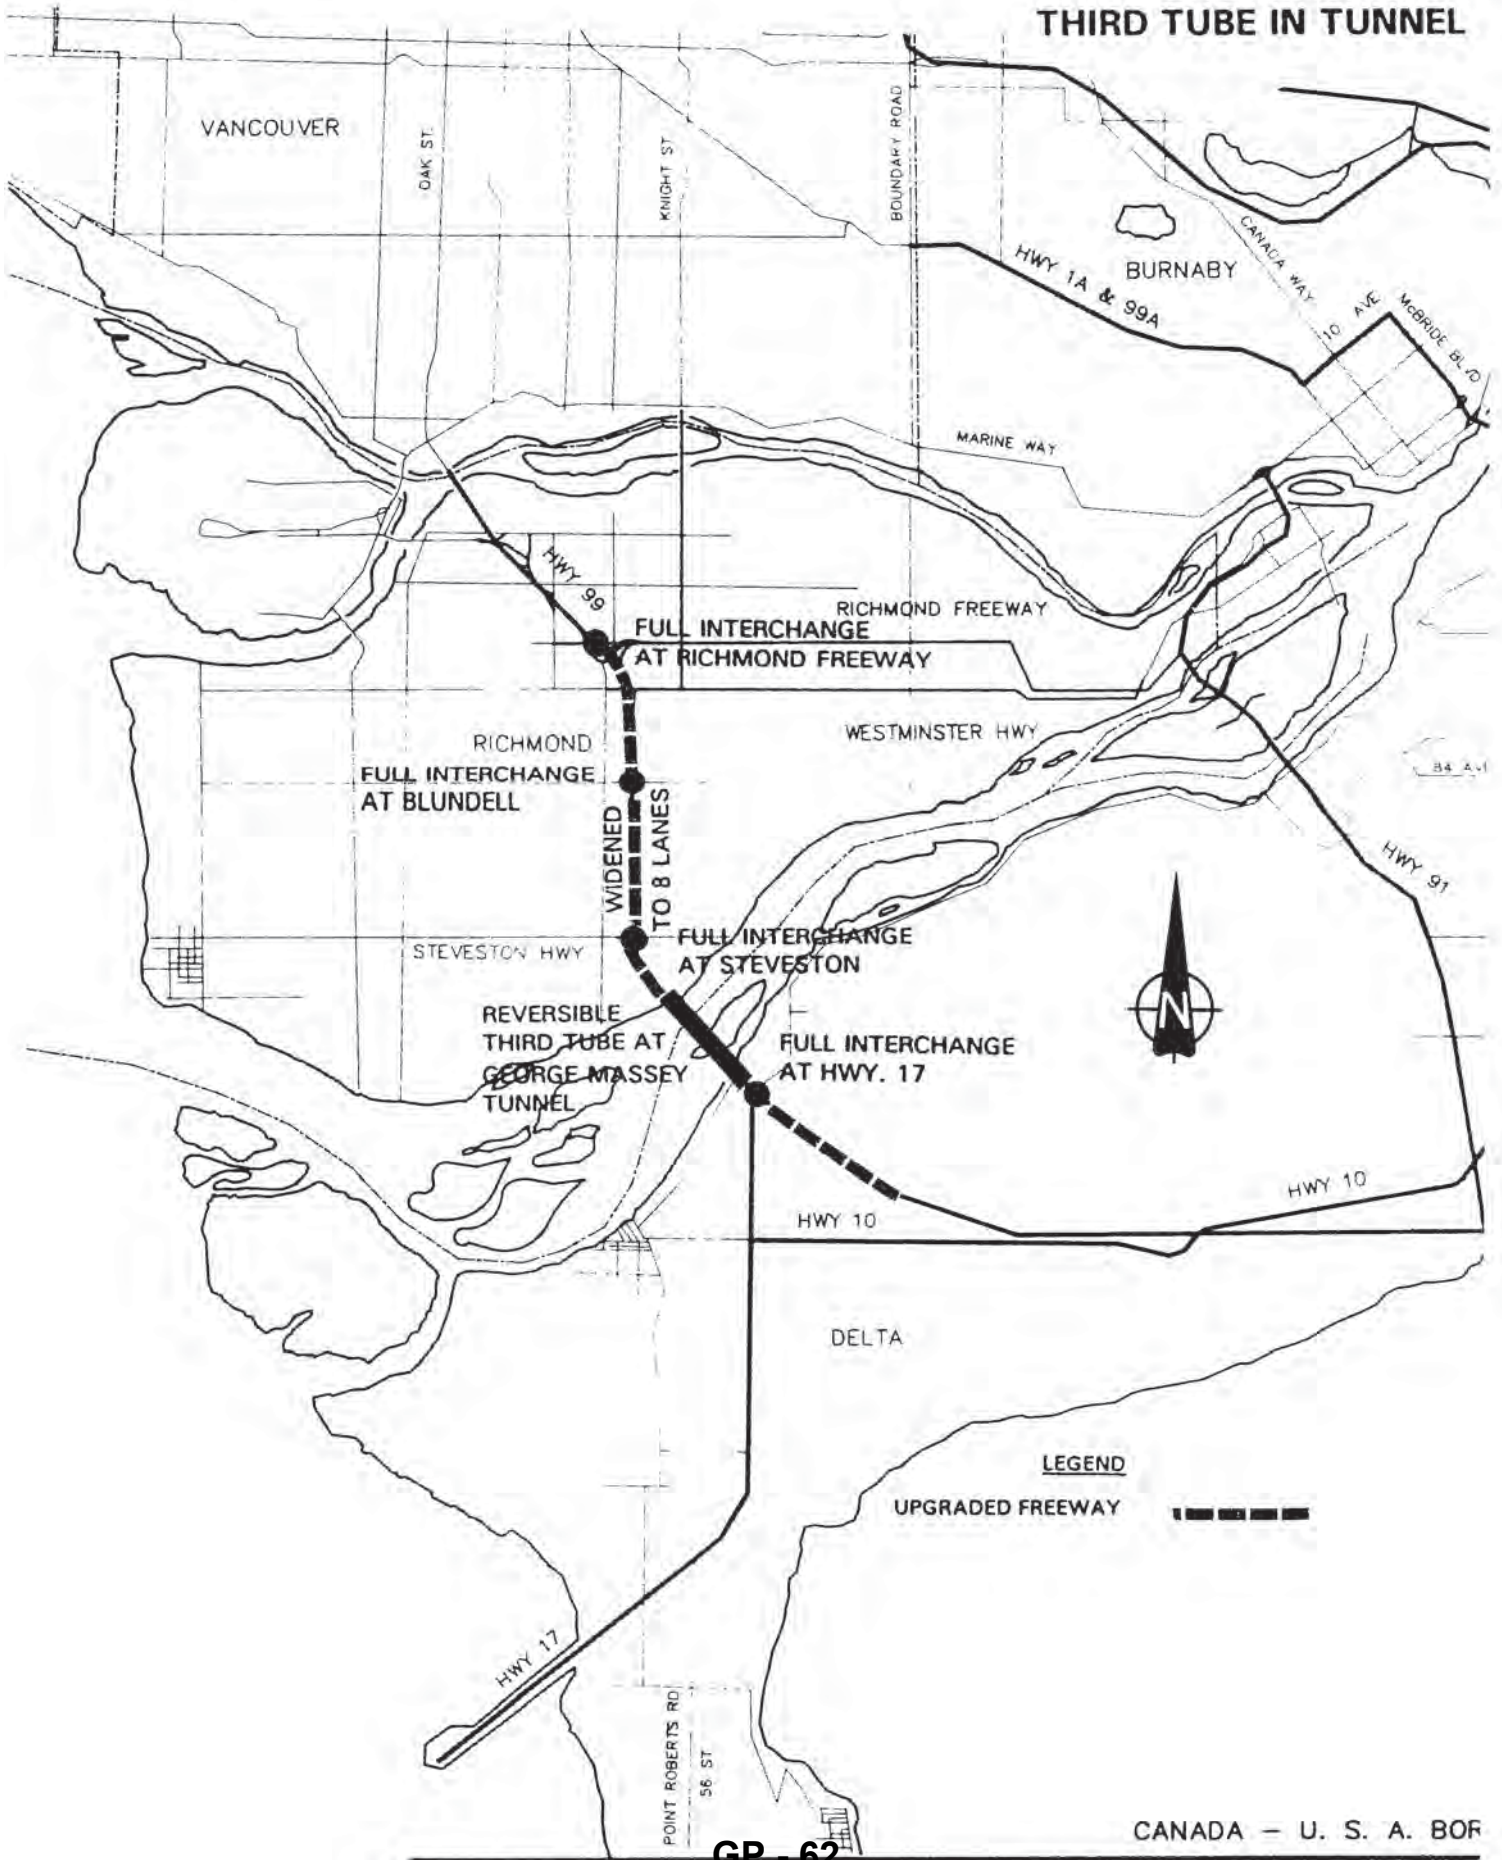 THIRD TUBE IN TUNNEL
VANCOUVER
OAK ST.
KNIGHT ST
BOUNDARY ROAD
CANADA WAY
BURNABY
HWY 1A & 99A
10 AVE
McBRIDE BLVD
MARINE WAY
HWY 99
RICHMOND FREEWAY
FULL INTERCHANGE
AT RICHMOND FREEWAY
WESTMINSTER HWY
RICHMOND
FULL INTERCHANGE
AT BLUNDELL
84 AV
WIDENED
TO 8 LANES
HWY 91
STEVESTON HWY
FULL INTERCHANGE
AT STEVESTON
N
REVERSIBLE
THIRD TUBE AT
GEORGE MASSEY
TUNNEL
FULL INTERCHANGE
AT HWY. 17
HWY 10
HWY 10
DELTA
LEGEND
UPGRADED FREEWAY
HWY 17
POINT ROBERTS RD
56 ST
CANADA – U. S. A. BOR
GP - 62